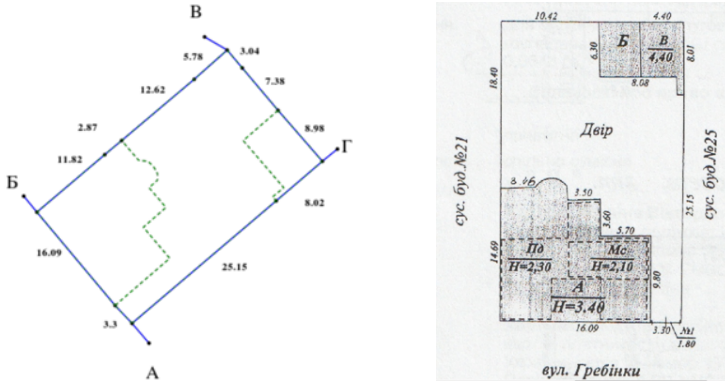 В
5.78
3.04
12.62
7.38
2.87
8.98
11.82
Г
Б
8.02
16.09
25.15
3.3
А
10.42
4.40
6.30
Б
В
4,40
8.01
8.08
18.40
Двір
сус. буд.№21
сус. буд.№25
8.46
3.50
3.60
25.15
5.70
14.69
Пд
Н=2,30
Мс
Н=2,10
9.80
А
Н=3.40
16.09
3.30
№1
1.80
вул. Гребінки